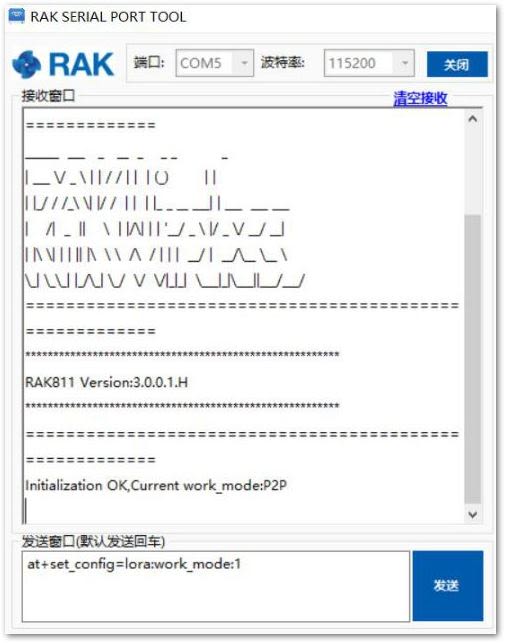 RAK SERIAL PORT TOOL
RAK 端口: COM5 波特率: 115200 关闭
接收窗口 清空接收
=============
==============================================
=============
********************************************************
RAK811 Version:3.0.0.1.H
********************************************************
==============================================
=============
Initialization OK,Current work_mode:P2P
发送窗口(默认发送回车)
at+set_config=lora:work_mode:1
发送